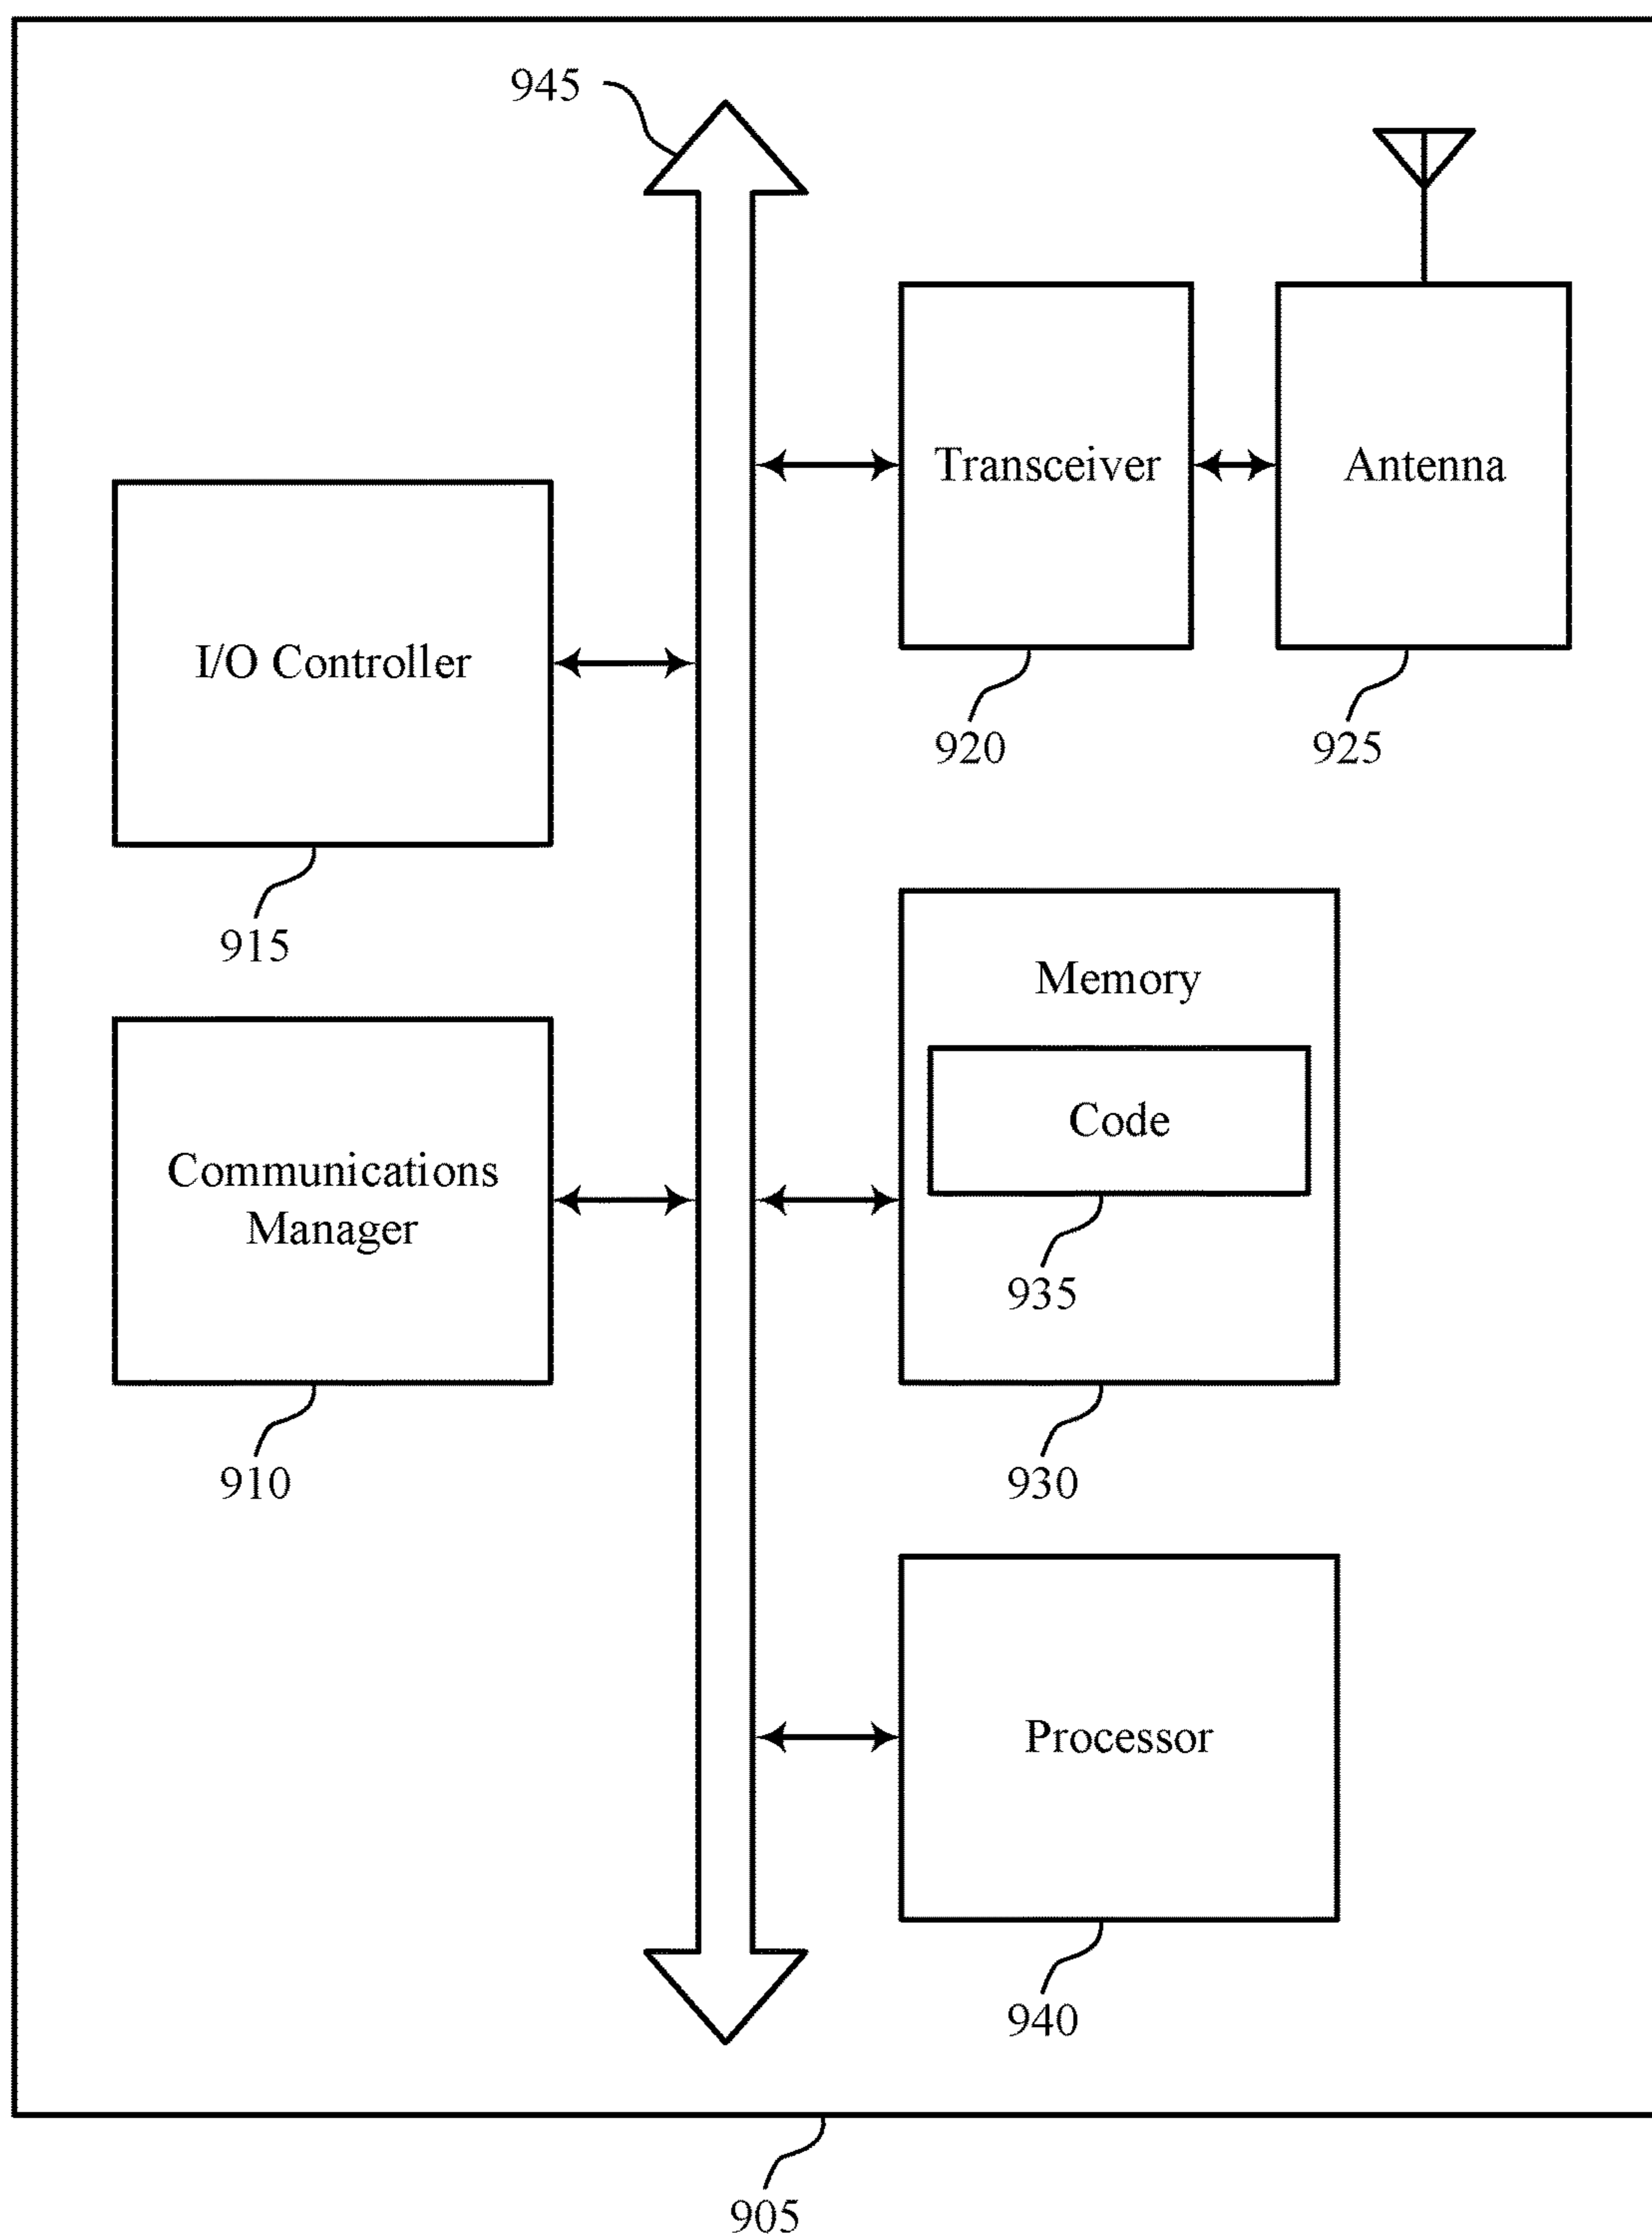 945
Transceiver
Antenna
I/O Controller
920
925
915
Memory
Code
Communications
Manager
935
910
930
Processor
940
905